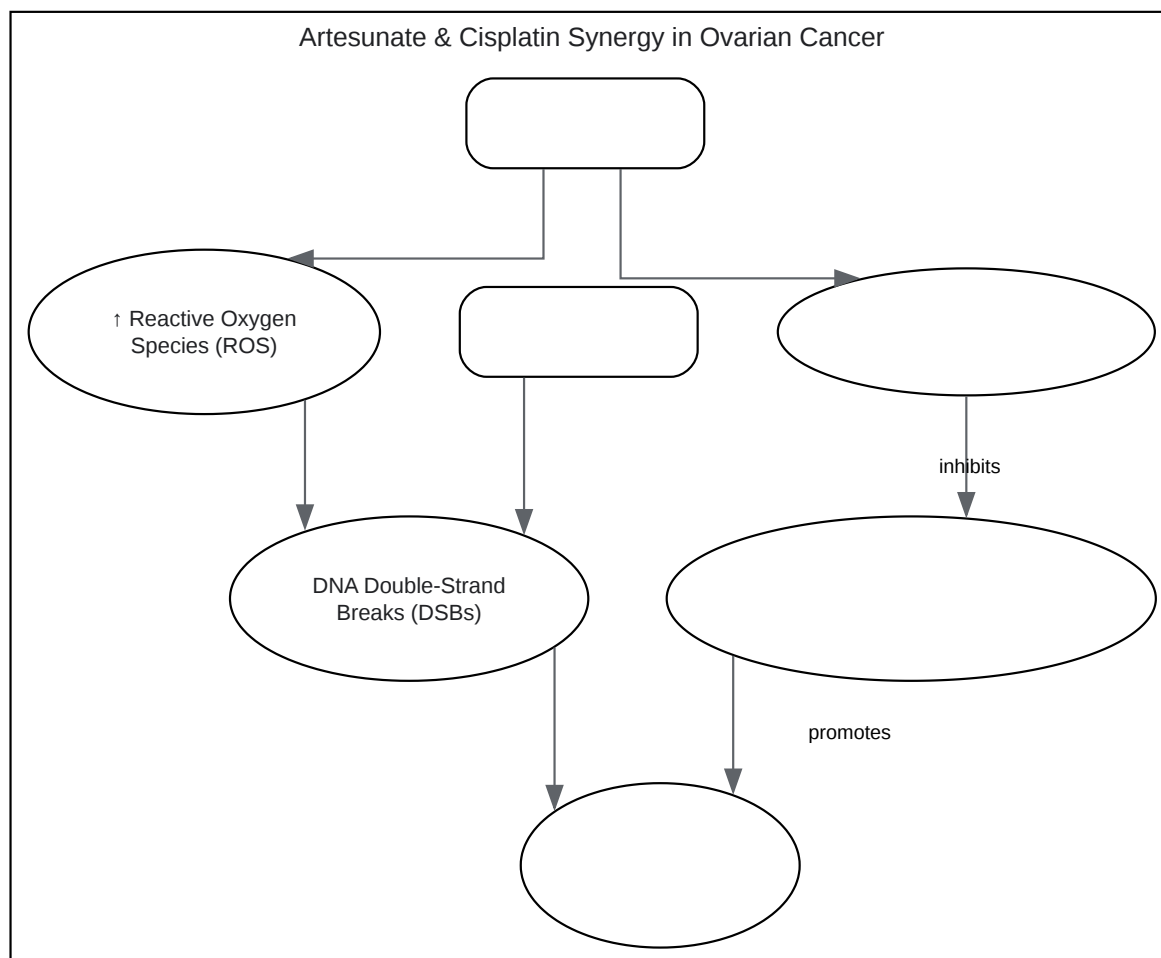 Artesunate & Cisplatin Synergy in Ovarian Cancer
↑ Reactive Oxygen
Species (ROS)
inhibits
DNA Double-Strand
Breaks (DSBs)
promotes